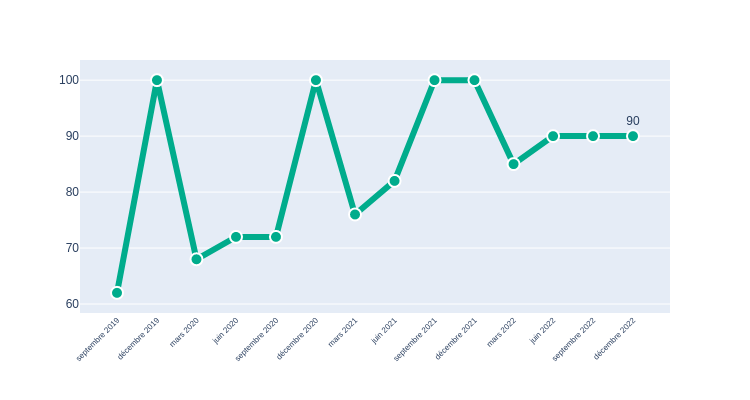 100
90
80
70
60
90
septembre 2019
décembre 2019
mars 2020
juin 2020
septembre 2020
décembre 2020
mars 2021
juin 2021
septembre 2021
décembre 2021
mars 2022
juin 2022
septembre 2022
décembre 2022